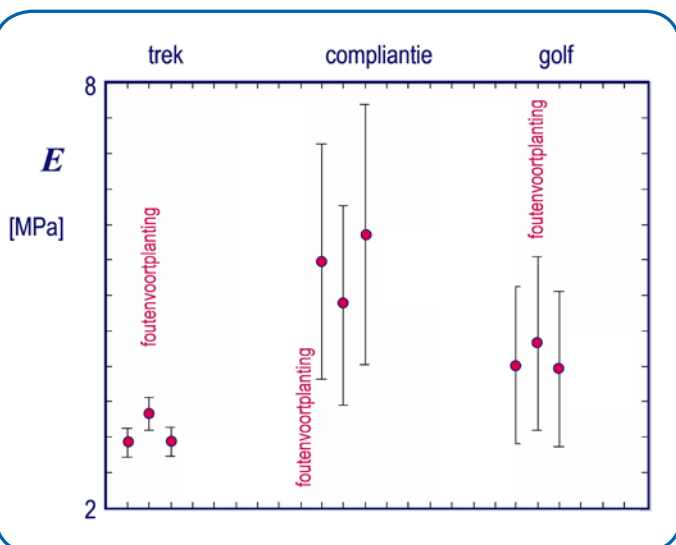 trek compliantie golf
8
E
[MPa]
foutenvoortplanting
foutenvoortplanting
foutenvoortplanting
2